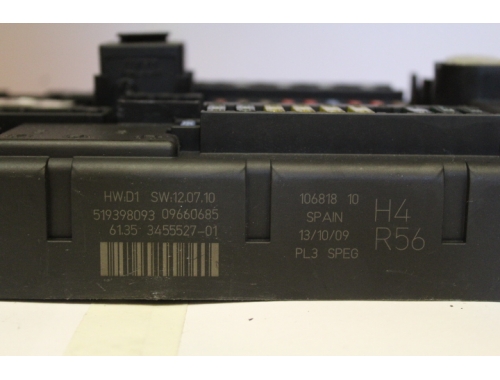 HW:D1 SW:12.07.10
519398093 09660685
61.35 3455527-01
106818 10
SPAIN
13/10/09
PL3 SPEG
H4
R56